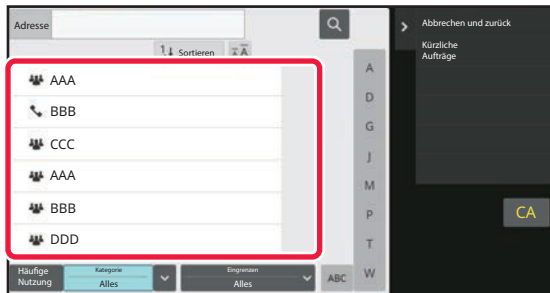 Adresse
Sortieren
AAA
BBB
CCC
AAA
BBB
DDD
A
D
G
J
M
P
T
W
Häufige
Nutzung
Kategorie
Alles
Eingrenzen
Alles
ABC
Abbrechen und zurück
Kürzliche
Aufträge
CA